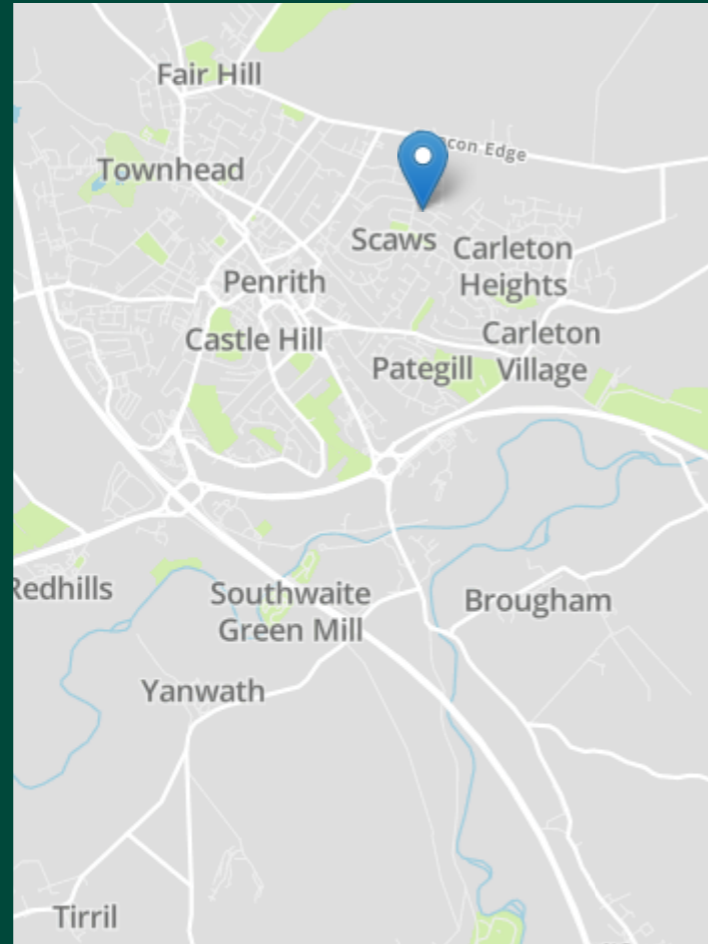 Fair Hill
Edge
Townhead
Scaws
Carleton
Heights
Penrith
Castle Hill
Carleton
Village
Pategill
Redhills
Southwaite
Green Mill
Brougham
Yanwath
Tirril